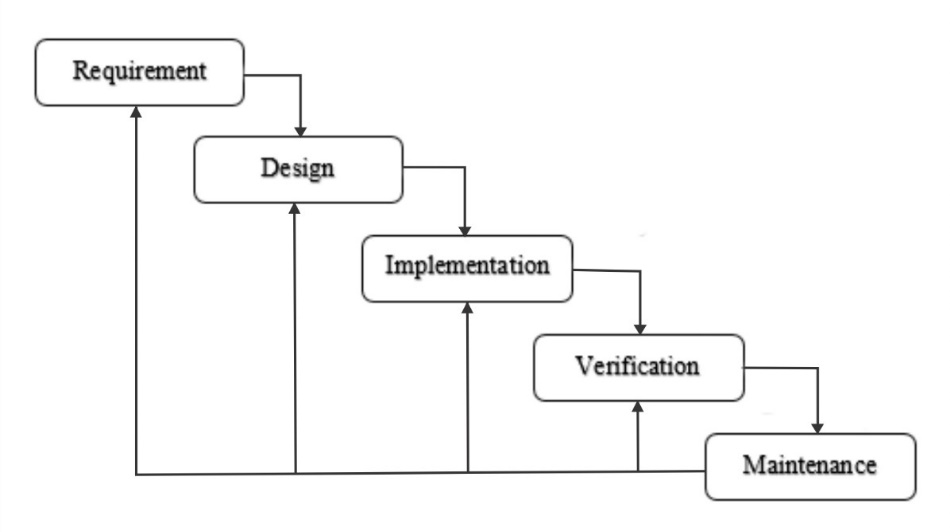 Requirement
Design
Implementation
Verification
Maintenance